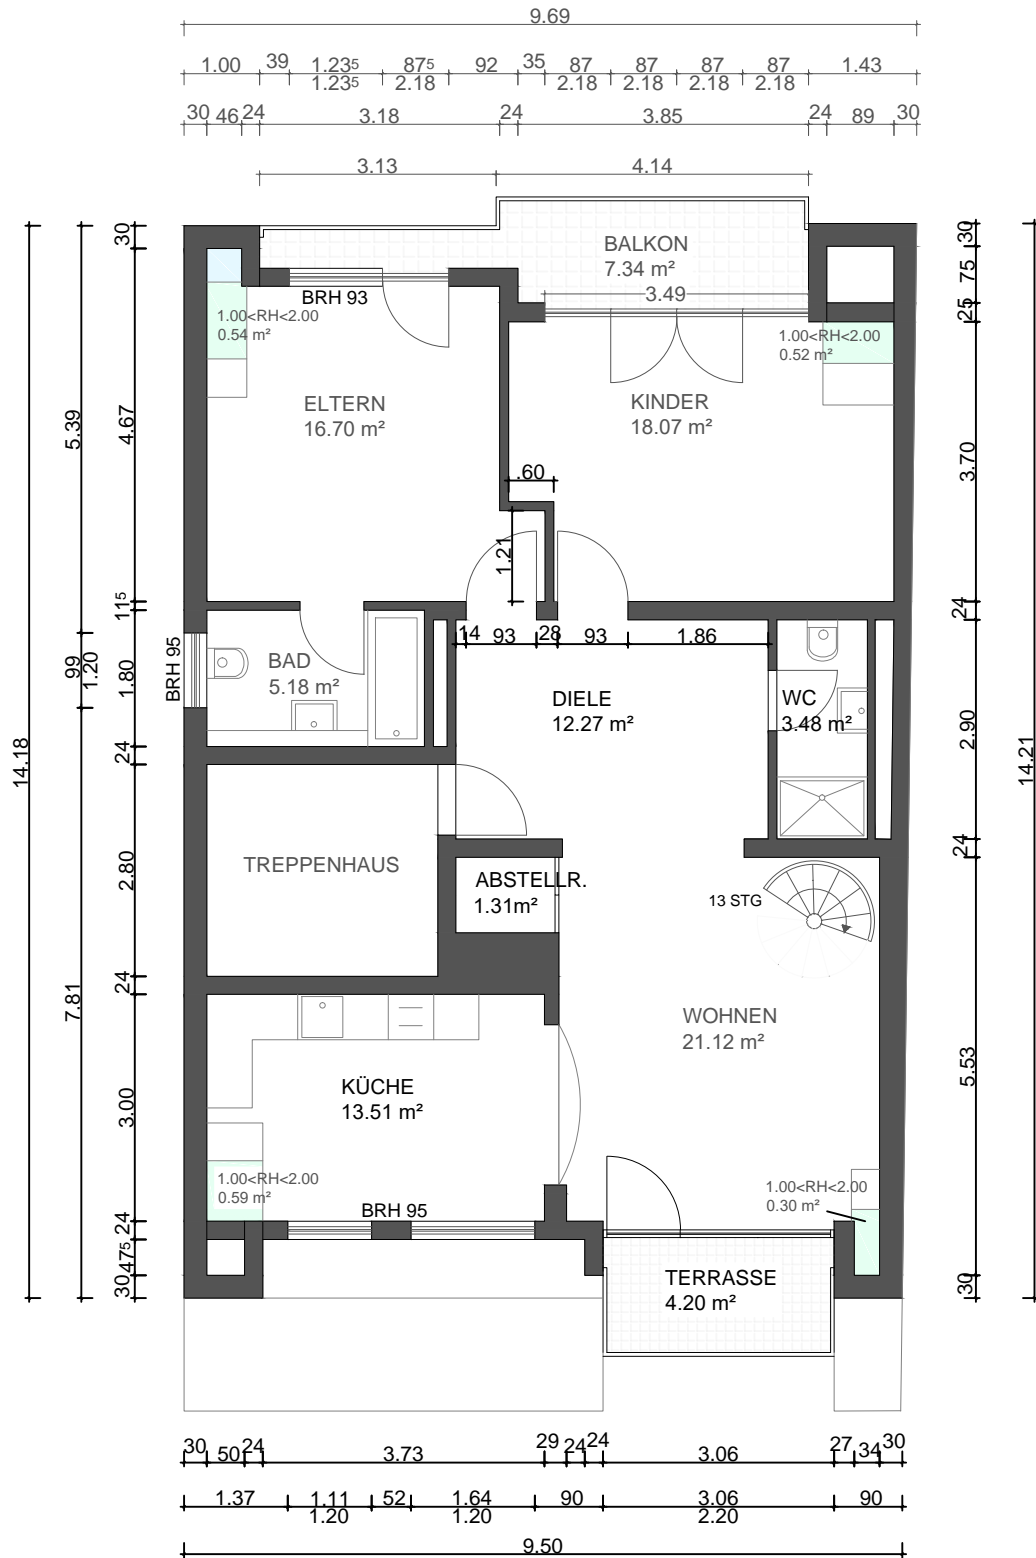 9.69
1.00 39 1.23⁵ 87⁵ 92 35 87 87 87 87 1.43
1.23⁵ 2.18 2.18 2.18 2.18 2.18
30 46 24 3.18 24 3.85 24 89 30
3.13 4.14
BALKON
7.34 m²
3.49
BRH 93
1.00<RH<2.00
0.54 m²
1.00<RH<2.00
0.52 m²
ELTERN
16.70 m²
KINDER
18.07 m²
.60
1.21
14 93 28 93 1.86
BAD
5.18 m²
BRH 95
DIELE
12.27 m²
WC
3.48 m²
TREPPENHAUS
ABSTELLR.
1.31m²
13 STG
WOHNEN
21.12 m²
KÜCHE
13.51 m²
1.00<RH<2.00
0.59 m²
BRH 95
1.00<RH<2.00
0.30 m²
TERRASSE
4.20 m²
14.18
5.39
99
1.20
7.81
30
4.67
11⁵
1.80
24
2.80
24
3.00
24
47⁵
30
30
75
25
3.70
24
2.90
24
5.53
30
14.21
30 50 24 3.73 29 24 24 3.06 27 34 30
1.37 1.11 52 1.64 90 3.06 90
1.20 1.20 2.20
9.50